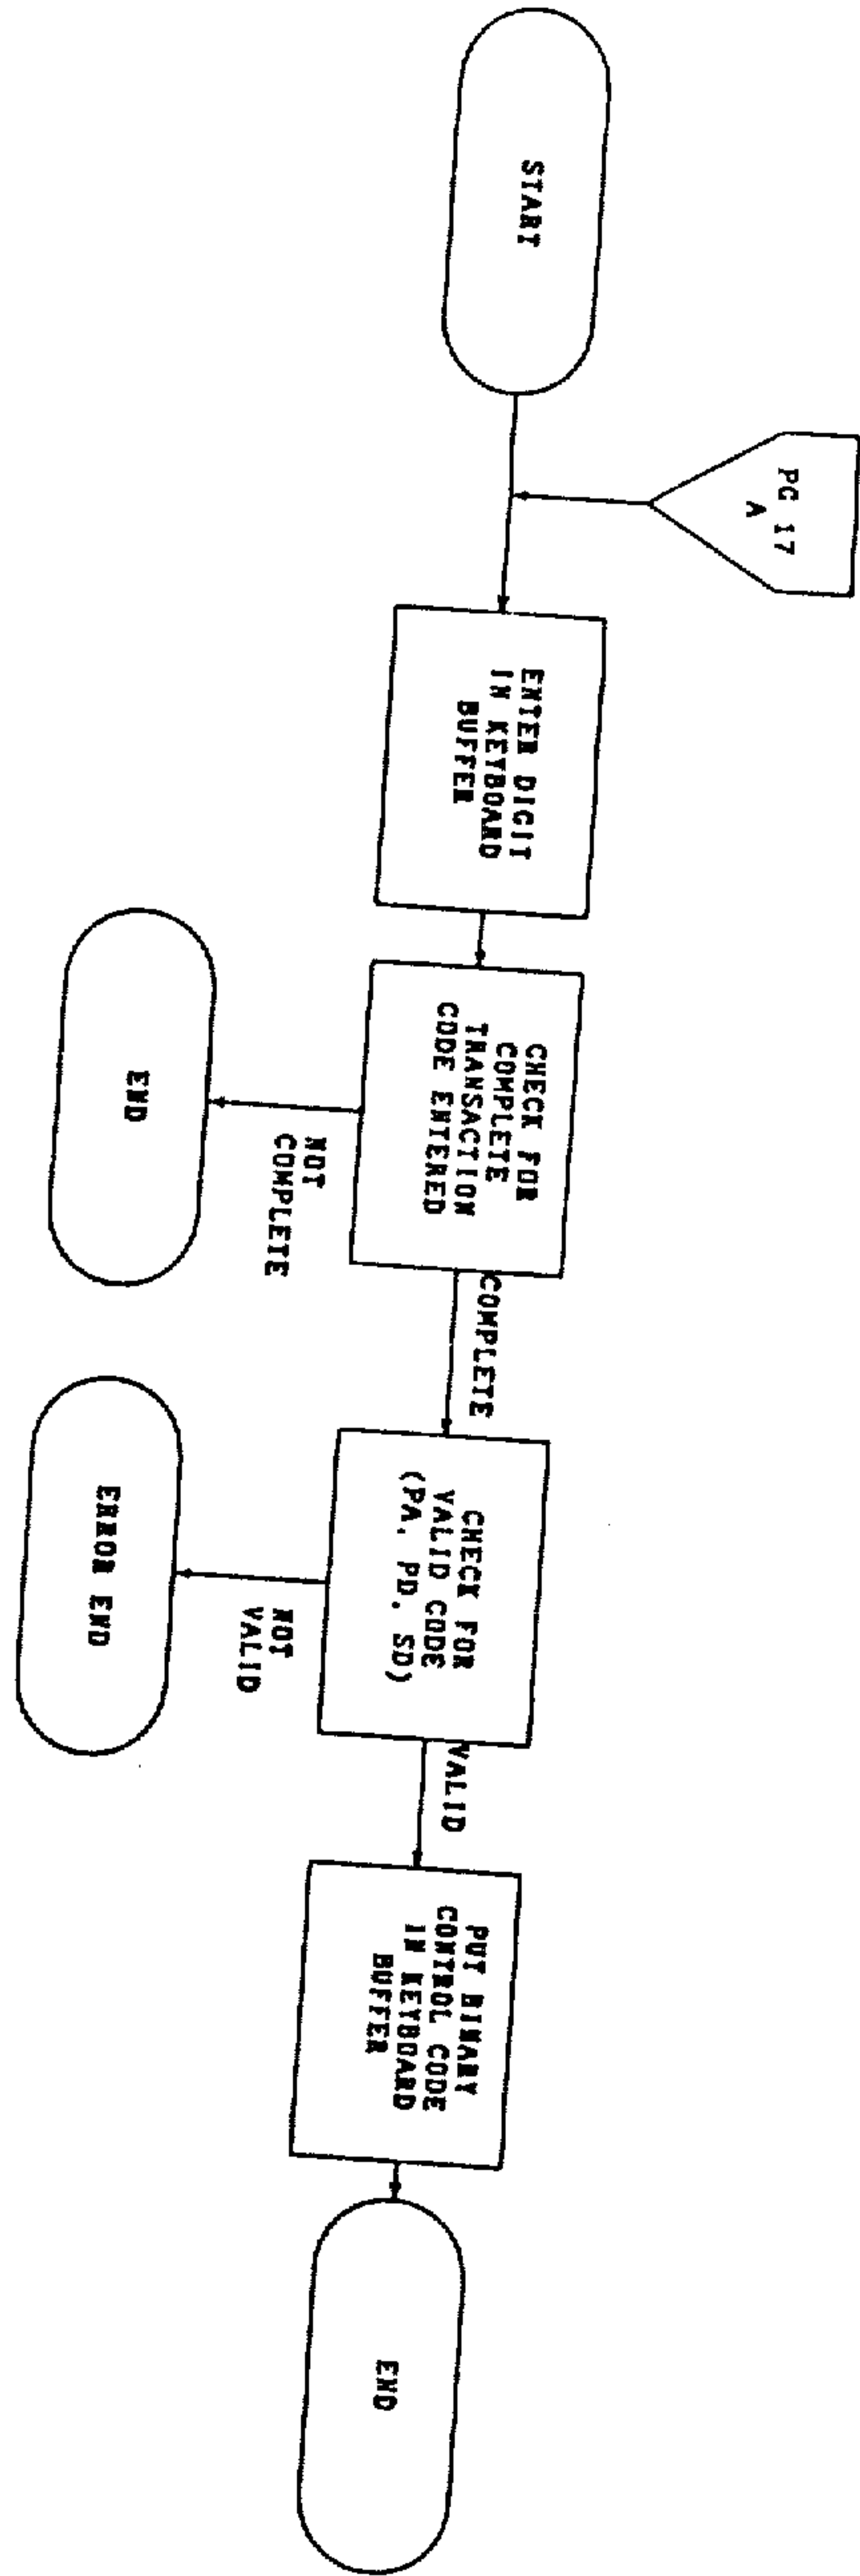 START
PG 17
A
ENTER DIGIT
IN KEYBOARD
BUFFER
CHECK FOR
COMPLETE
TRANSACTION
CODE ENTERED
NOT
COMPLETE
END
COMPLETE
CHECK FOR
VALID CODE
(PA, PD, SD)
NOT
VALID
ERROR END
VALID
PUT BINARY
CONTROL CODE
IN KEYBOARD
BUFFER
END